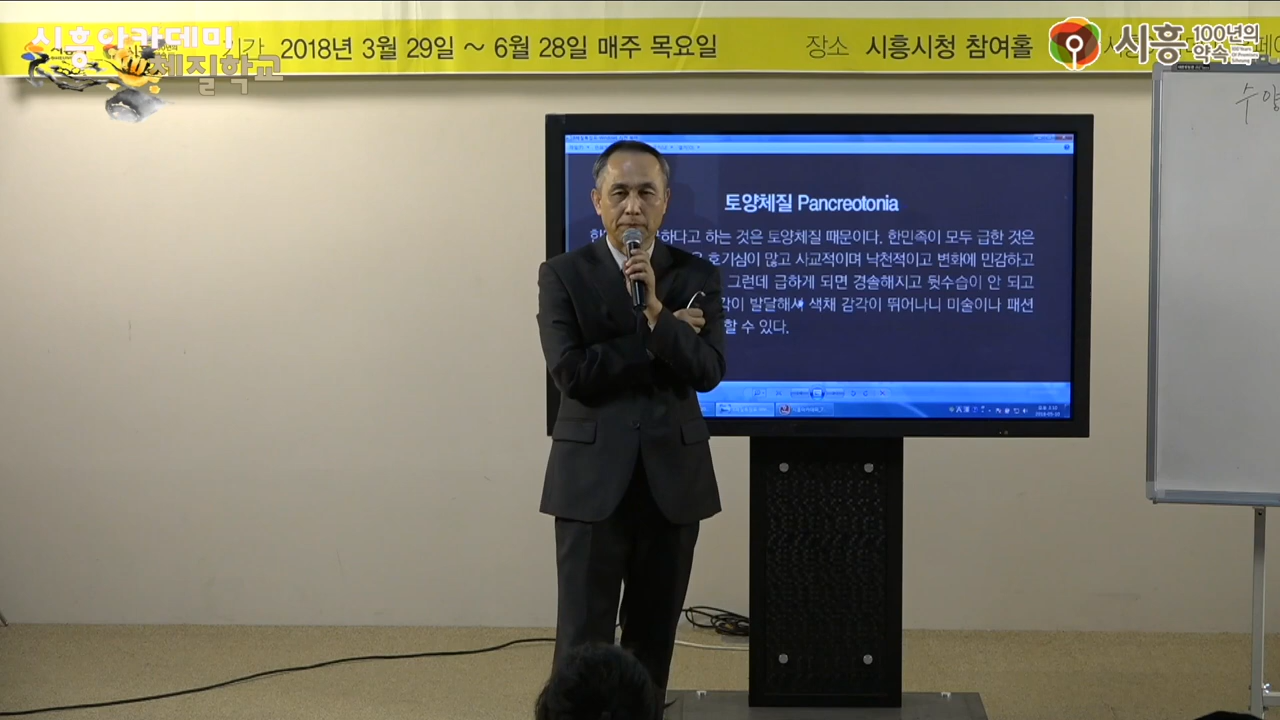 시흥아카데미
체질학교
시간 2018년 3월 29일 ~ 6월 28일 매주 목요일
장소 시흥시청 참여홀
시흥 100년의 약속
수양
토양체질 Pancreotonia
하다고 하는 것은 토양체질 때문이다. 한민족이 모두 급한 것은
호기심이 많고 사교적이며 낙천적이고 변화에 민감하고
그런데 급하게 되면 경솔해지고 뒷수습이 안 되고
각이 발달해서 색채 감각이 뛰어나니 미술이나 패션
할 수 있다.